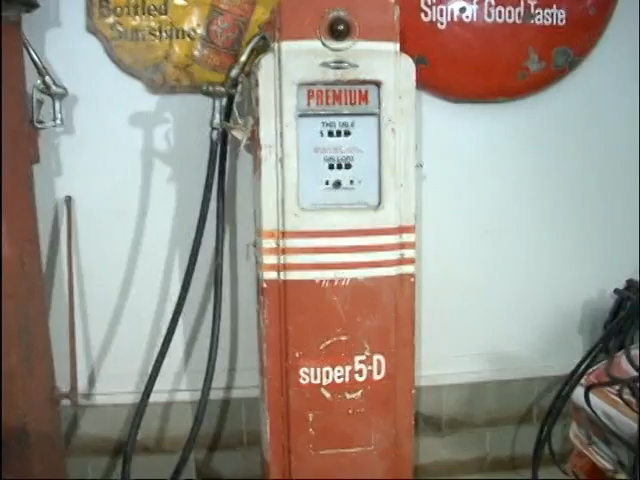 Bottled
Sunshine
Sign of Good Taste
PREMIUM
THIS SALE
$
GALLONS
super 5-D